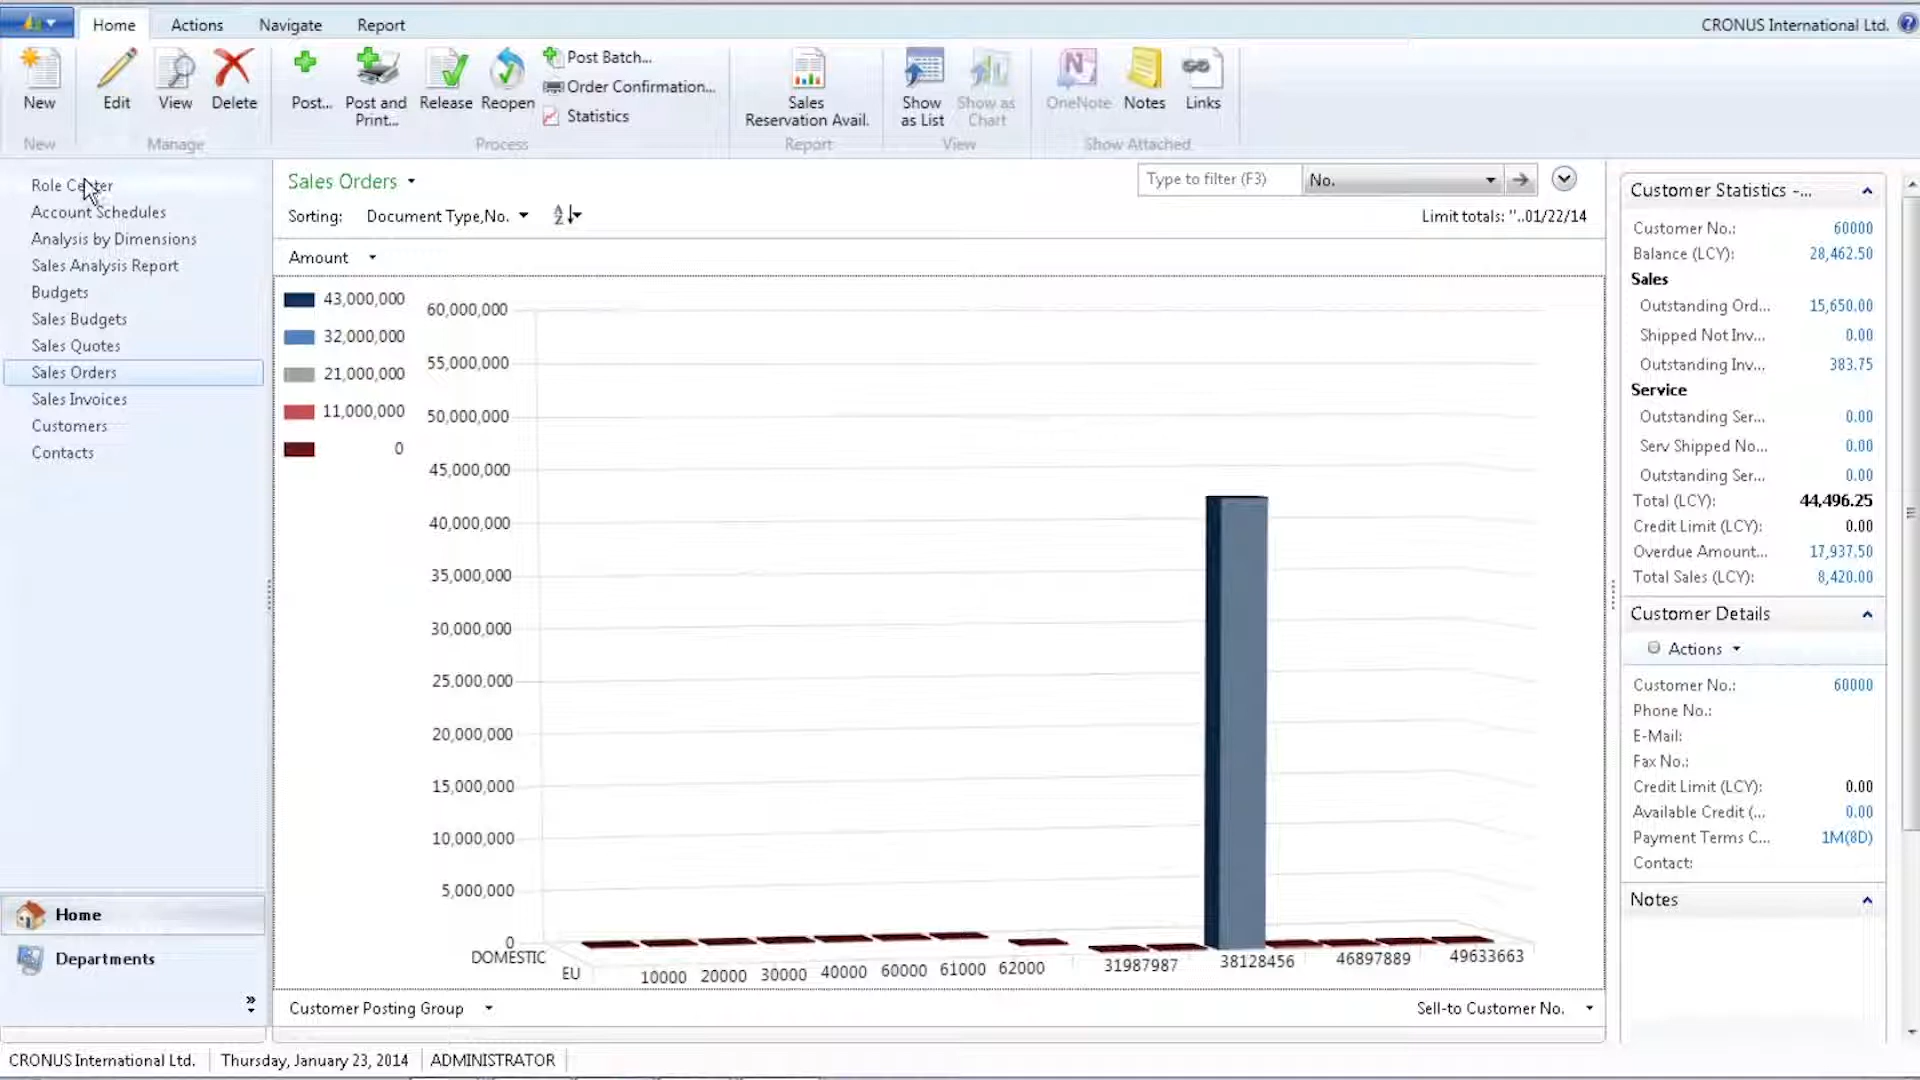 Home
Actions
Navigate
Report
CRONUS International Ltd.
New
Edit
View
Delete
Post...
Post and
Print...
Release
Reopen
Post Batch...
Order Confirmation...
Statistics
Sales
Reservation Avail.
Show
as List
Show as
Chart
OneNote
Notes
Links
New
Manage
Process
Report
View
Show Attached
Role Center
Account Schedules
Analysis by Dimensions
Sales Analysis Report
Budgets
Sales Budgets
Sales Quotes
Sales Orders
Sales Invoices
Customers
Contacts
Home
Departments
Sales Orders
Type to filter (F3)
No.
Sorting: Document Type,No.
Limit totals: ''..01/22/14
Amount
43,000,000
32,000,000
21,000,000
11,000,000
0
60,000,000
55,000,000
50,000,000
45,000,000
40,000,000
35,000,000
30,000,000
25,000,000
20,000,000
15,000,000
10,000,000
5,000,000
0
DOMESTIC
EU
10000 20000 30000 40000 60000 61000 62000 31987987 38128456 46897889 49633663
Customer Posting Group
Sell-to Customer No.
Customer Statistics -...
Customer No.: 60000
Balance (LCY): 28,462.50
Sales
Outstanding Ord... 15,650.00
Shipped Not Inv... 0.00
Outstanding Inv... 383.75
Service
Outstanding Ser... 0.00
Serv Shipped No... 0.00
Outstanding Ser... 0.00
Total (LCY): 44,496.25
Credit Limit (LCY): 0.00
Overdue Amount... 17,937.50
Total Sales (LCY): 8,420.00
Customer Details
Actions
Customer No.: 60000
Phone No.:
E-Mail:
Fax No.:
Credit Limit (LCY): 0.00
Available Credit (... 0.00
Payment Terms C... 1M(8D)
Contact:
Notes
CRONUS International Ltd.
Thursday, January 23, 2014
ADMINISTRATOR